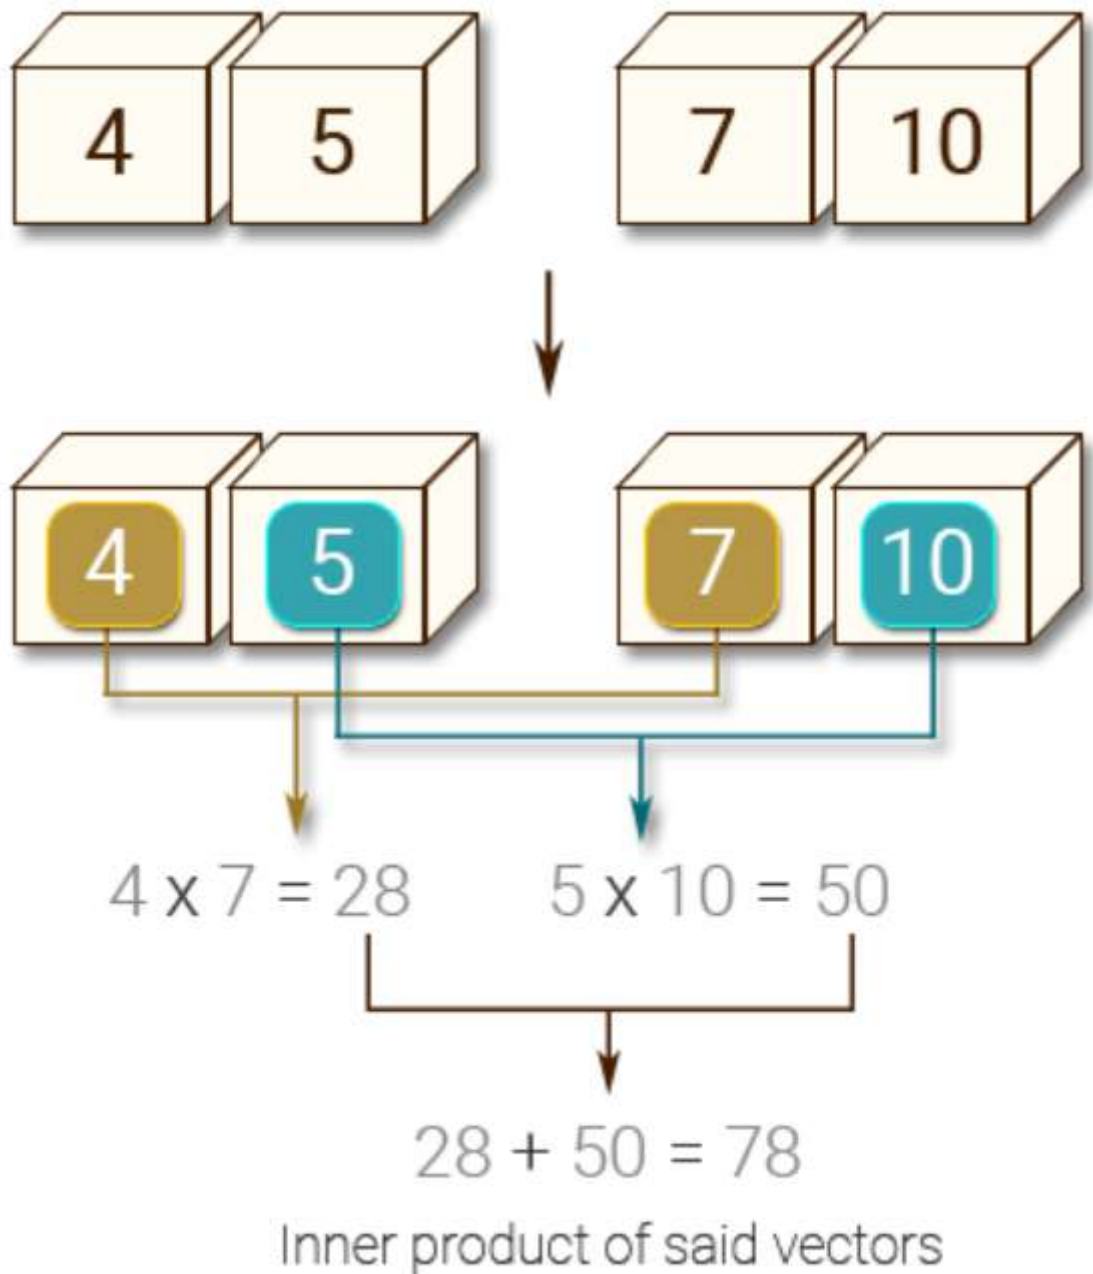 4 5 7 10
4 5 7 10
4 x 7 = 28 5 x 10 = 50
28 + 50 = 78
Inner product of said vectors